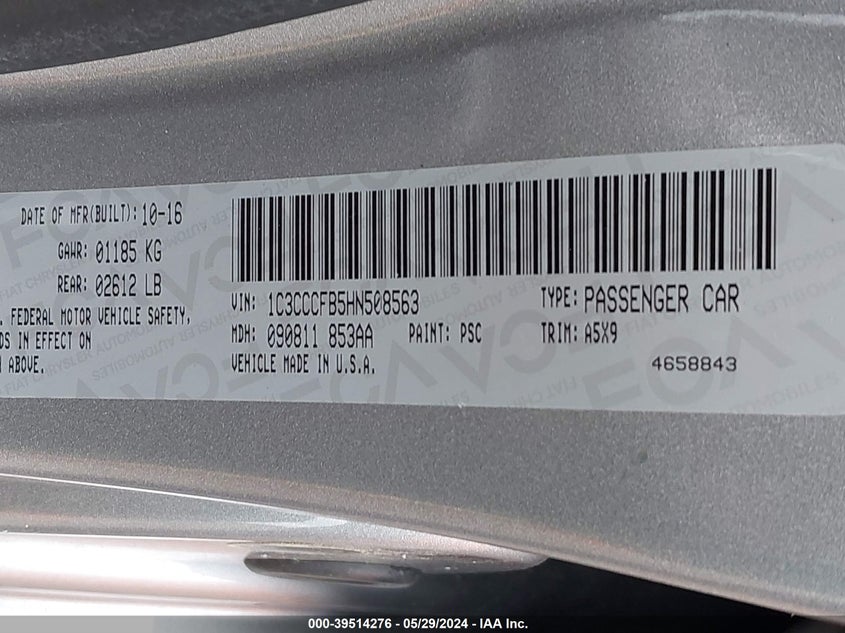 DATE OF MFR(BUILT): 10-16
GAWR: 01185 KG
REAR: 02612 LB
FEDERAL MOTOR VEHICLE SAFETY,
IN EFFECT ON
ABOVE.
VIN: 1C3CCCFB5HN508563 TYPE: PASSENGER CAR
MDH: 090811 853AA PAINT: PSC TRIM: A5X9
VEHICLE MADE IN U.S.A. 4658843
000-39514276 - 05/29/2024 - IAA Inc.